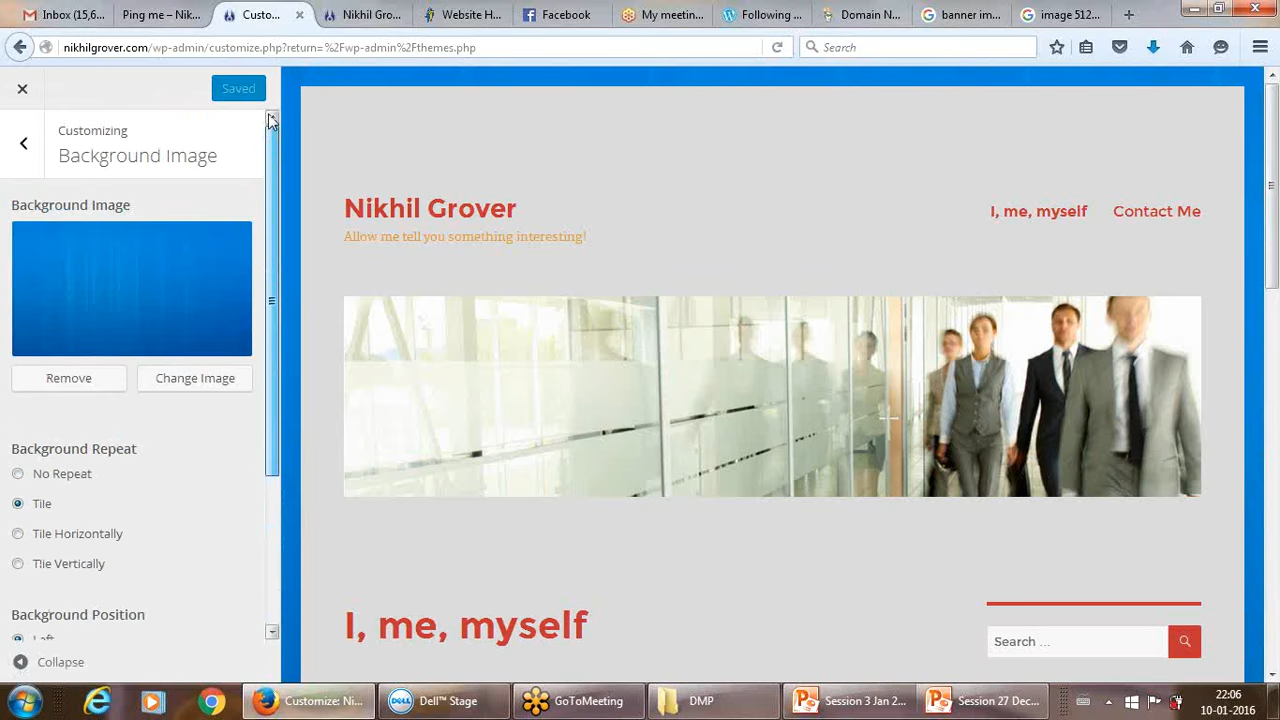 Inbox (15,6...
Ping me – Nik...
Custo...
Nikhil Gro...
Website H...
Facebook
My meetin...
Following ...
Domain N...
banner im...
image 512...
nikhilgrover.com/wp-admin/customize.php?return=%2Fwp-admin%2Fthemes.php
Search
Saved
Customizing
Background Image
Background Image
Remove
Change Image
Background Repeat
No Repeat
Tile
Tile Horizontally
Tile Vertically
Background Position
Left
Collapse
Nikhil Grover
Allow me tell you something interesting!
I, me, myself
Contact Me
I, me, myself
Search ...
Customize: Ni...
Dell™ Stage
GoToMeeting
DMP
Session 3 Jan 2...
Session 27 Dec...
22:06
10-01-2016